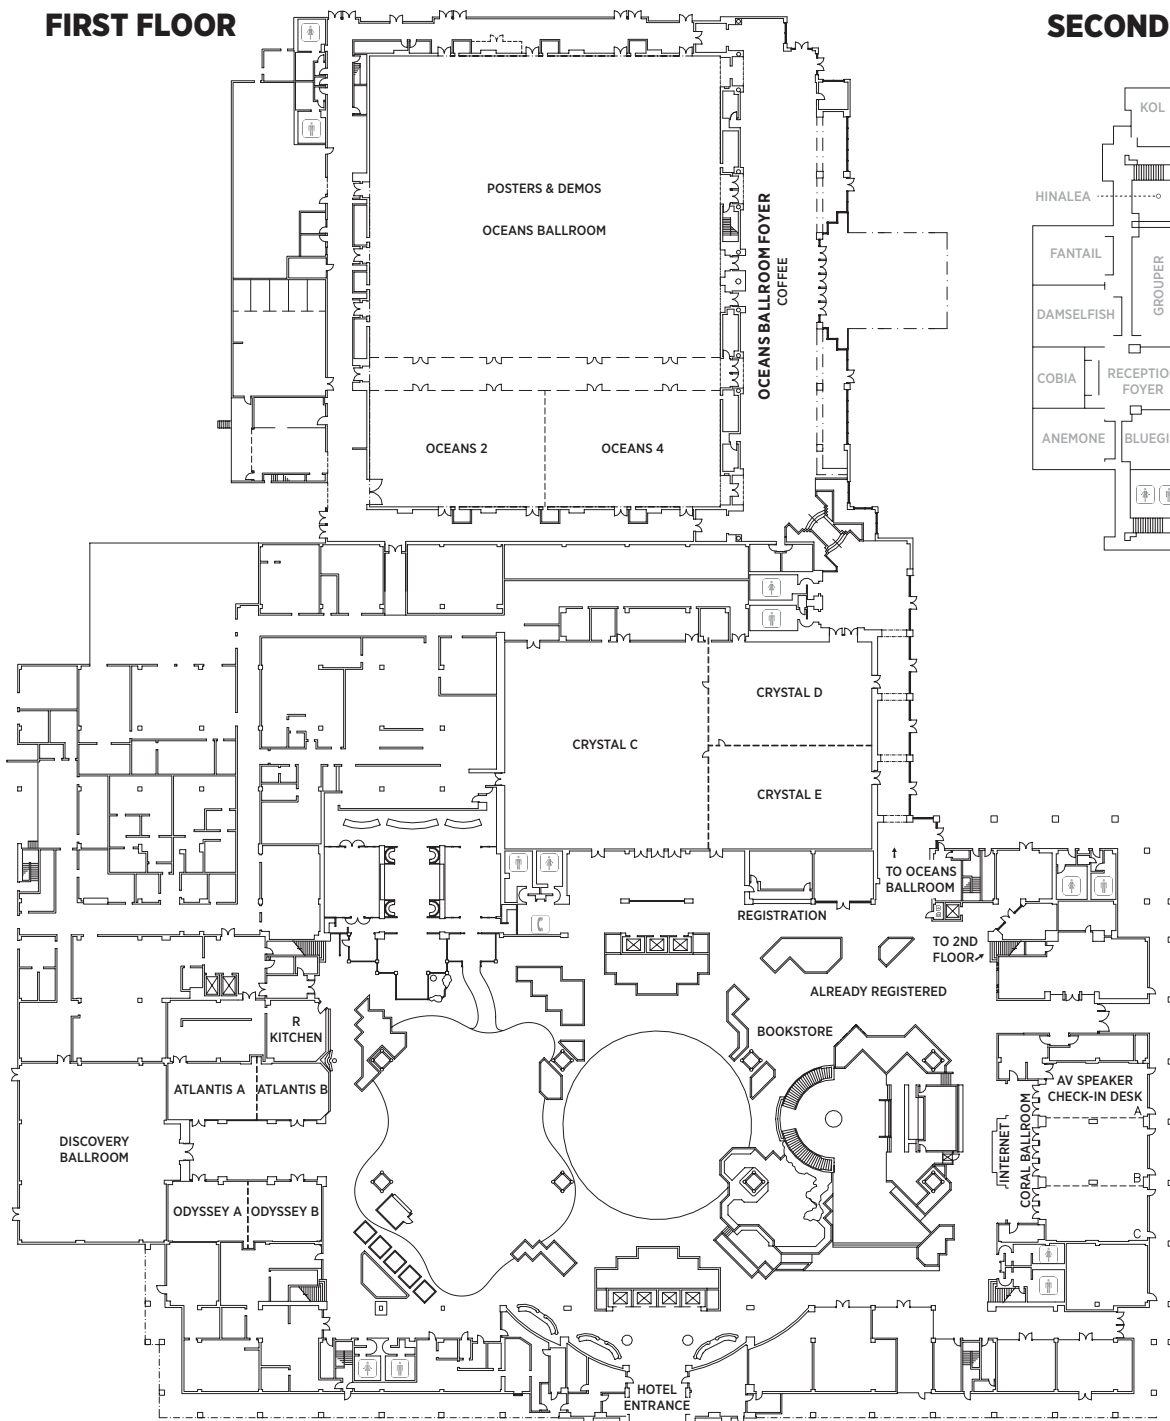 FIRST FLOOR
SECOND
KOL
HINALEA
FANTAIL
GROUPER
DAMSELFISH
COBIA
RECEPTION
FOYER
ANEMONE
BLUEGI
POSTERS & DEMOS
OCEANS BALLROOM
OCEANS BALLROOM FOYER
COFFEE
OCEANS 2
OCEANS 4
CRYSTAL D
CRYSTAL C
CRYSTAL E
TO OCEANS
BALLROOM
REGISTRATION
TO 2ND
FLOOR
ALREADY REGISTERED
BOOKSTORE
R
KITCHEN
ATLANTIS A
ATLANTIS B
DISCOVERY
BALLROOM
ODYSSEY A
ODYSSEY B
AV SPEAKER
CHECK-IN DESK
A
INTERNET
CORAL BALLROOM
B
C
HOTEL
ENTRANCE